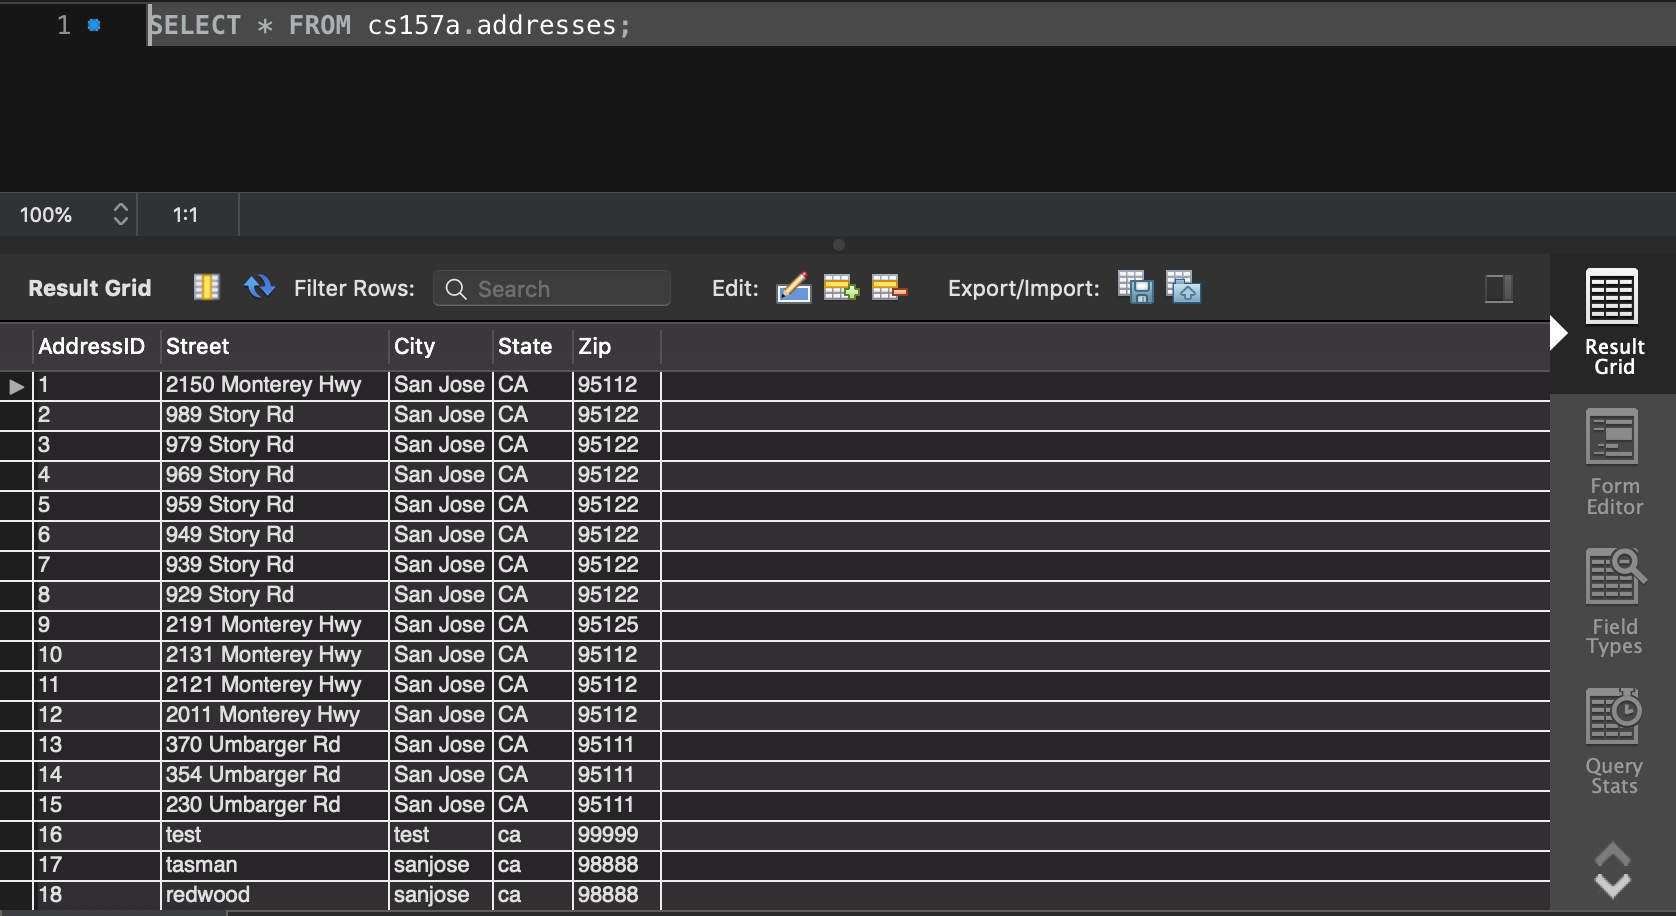 1 SELECT * FROM cs157a.addresses;
100% 1:1
Result Grid Filter Rows: Search Edit: Export/Import:
AddressID Street City State Zip
1 2150 Monterey Hwy San Jose CA 95112
2 989 Story Rd San Jose CA 95122
3 979 Story Rd San Jose CA 95122
4 969 Story Rd San Jose CA 95122
5 959 Story Rd San Jose CA 95122
6 949 Story Rd San Jose CA 95122
7 939 Story Rd San Jose CA 95122
8 929 Story Rd San Jose CA 95122
9 2191 Monterey Hwy San Jose CA 95125
10 2131 Monterey Hwy San Jose CA 95112
11 2121 Monterey Hwy San Jose CA 95112
12 2011 Monterey Hwy San Jose CA 95112
13 370 Umbarger Rd San Jose CA 95111
14 354 Umbarger Rd San Jose CA 95111
15 230 Umbarger Rd San Jose CA 95111
16 test test ca 99999
17 tasman sanjose ca 98888
18 redwood sanjose ca 98888
Result
Grid
Form
Editor
Field
Types
Query
Stats